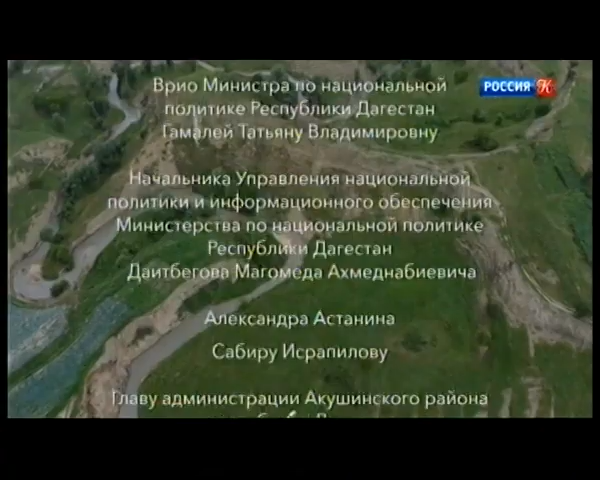 РОССИЯ К
Врио Министра по национальной
политике Республики Дагестан
Гамалей Татьяну Владимировну
Начальника Управления национальной
политики и информационного обеспечения
Министерства по национальной политике
Республики Дагестан
Даитбегова Магомеда Ахмеднабиевича
Александра Астанина
Сабиру Исрапилову
Главу администрации Акушинского района